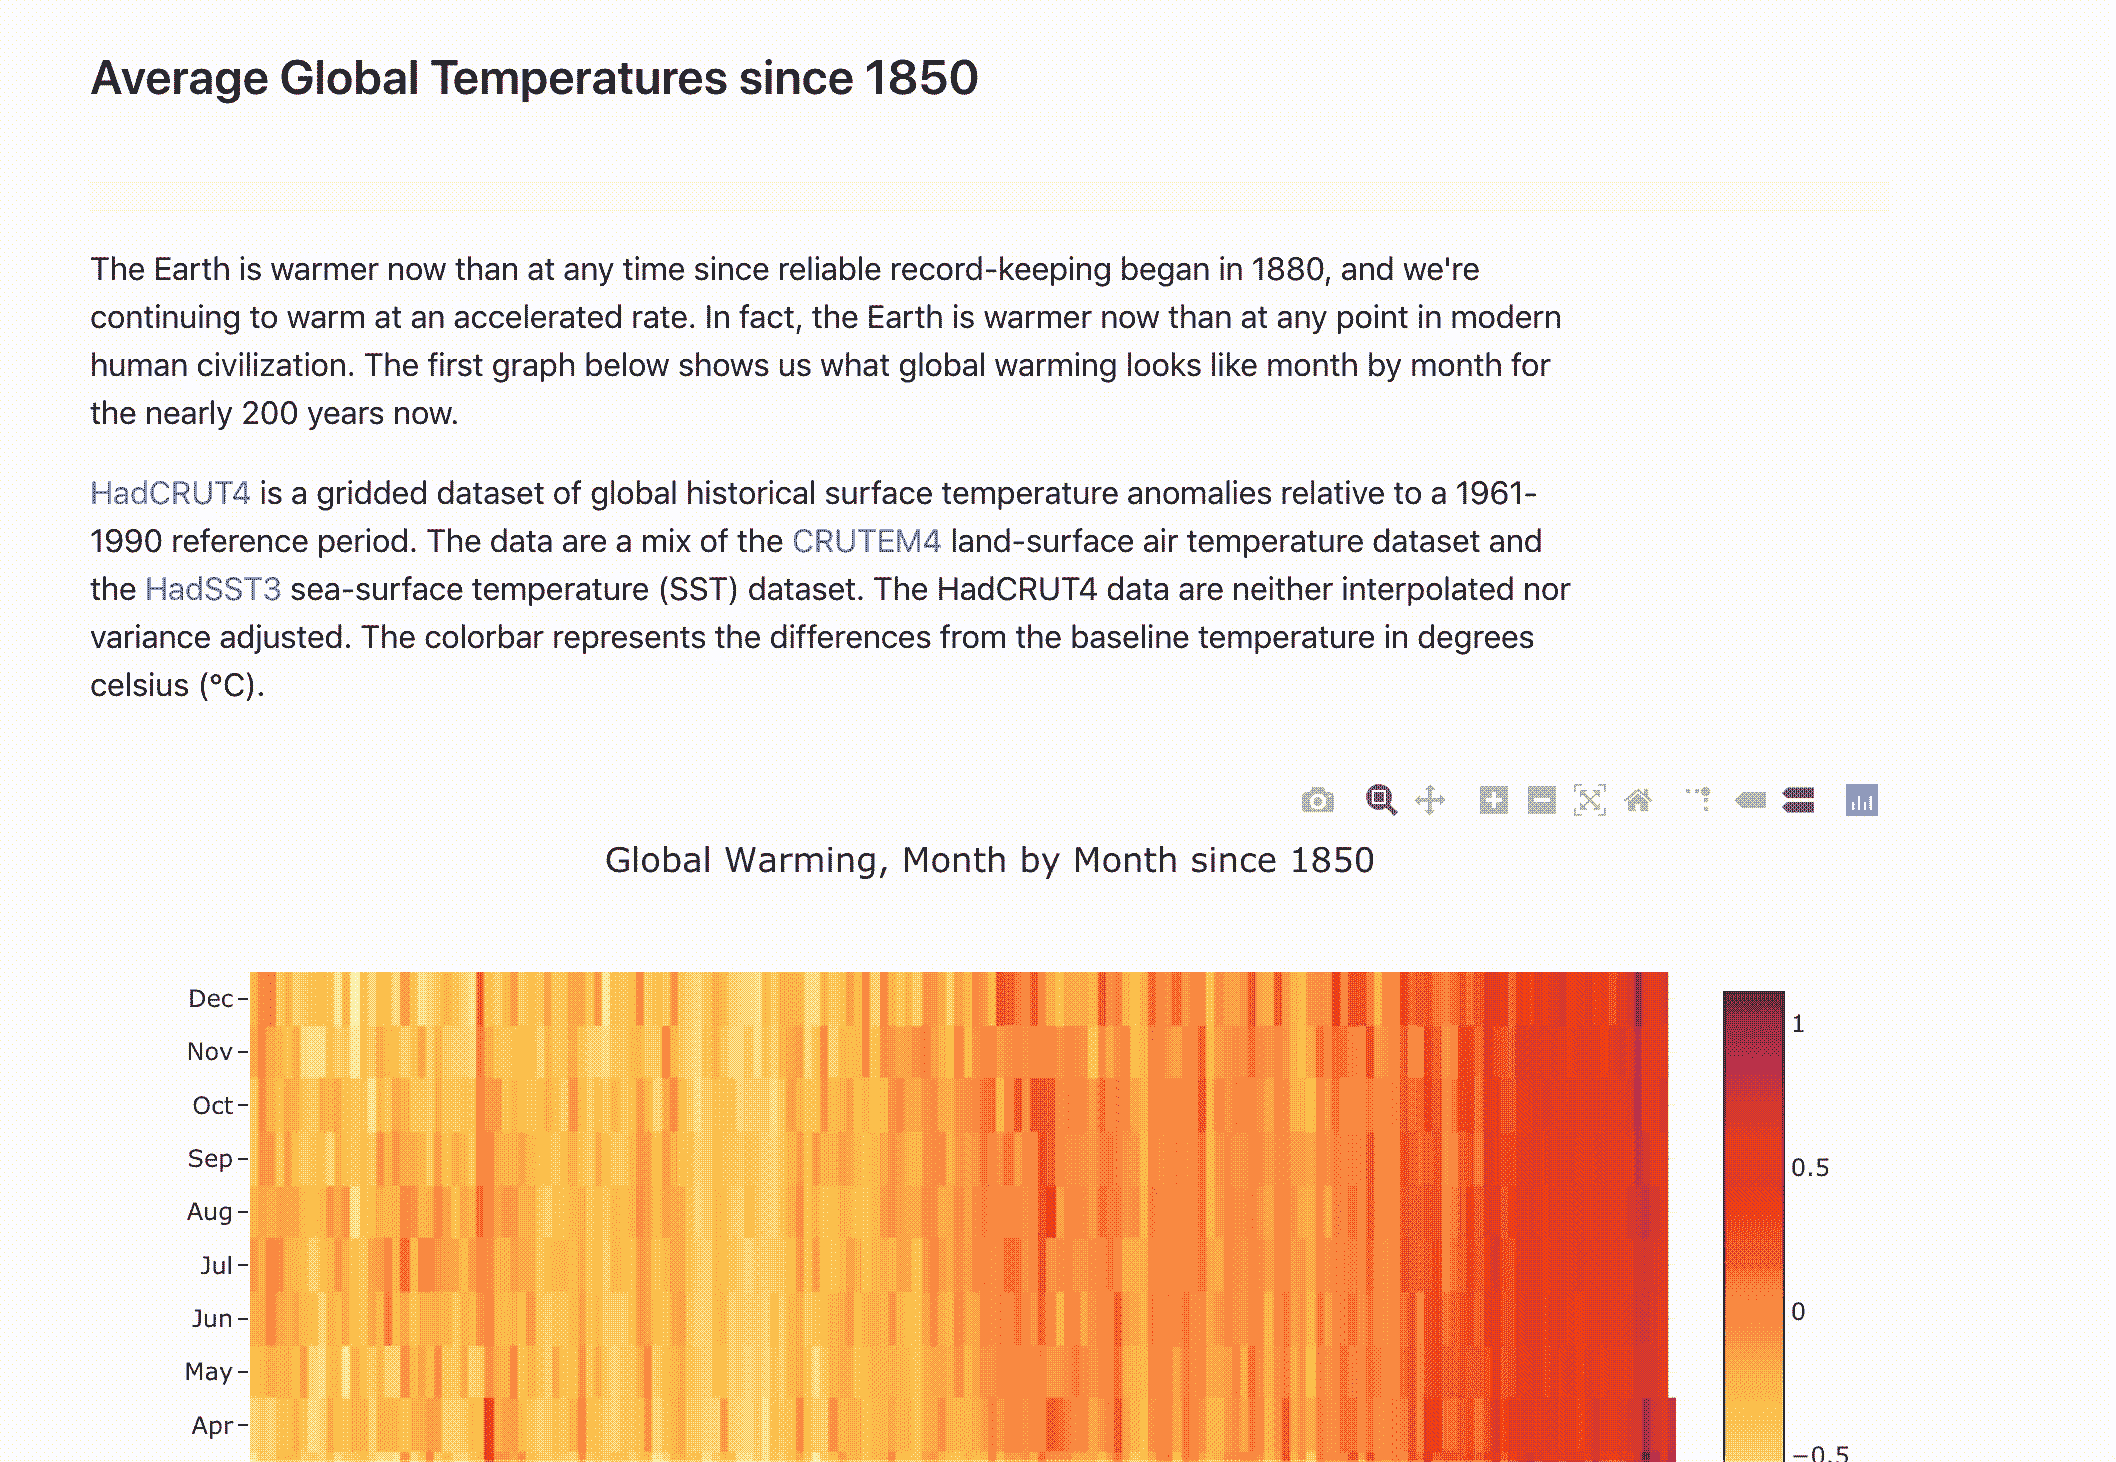 Average Global Temperatures since 1850
The Earth is warmer now than at any time since reliable record-keeping began in 1880, and we're
continuing to warm at an accelerated rate. In fact, the Earth is warmer now than at any point in modern
human civilization. The first graph below shows us what global warming looks like month by month for
the nearly 200 years now.
HadCRUT4 is a gridded dataset of global historical surface temperature anomalies relative to a 1961-
1990 reference period. The data are a mix of the CRUTEM4 land-surface air temperature dataset and
the HadSST3 sea-surface temperature (SST) dataset. The HadCRUT4 data are neither interpolated nor
variance adjusted. The colorbar represents the differences from the baseline temperature in degrees
celsius (°C).
Global Warming, Month by Month since 1850
Dec
Nov
Oct
Sep
Aug
Jul
Jun
May
Apr
1
0.5
0
−0.5